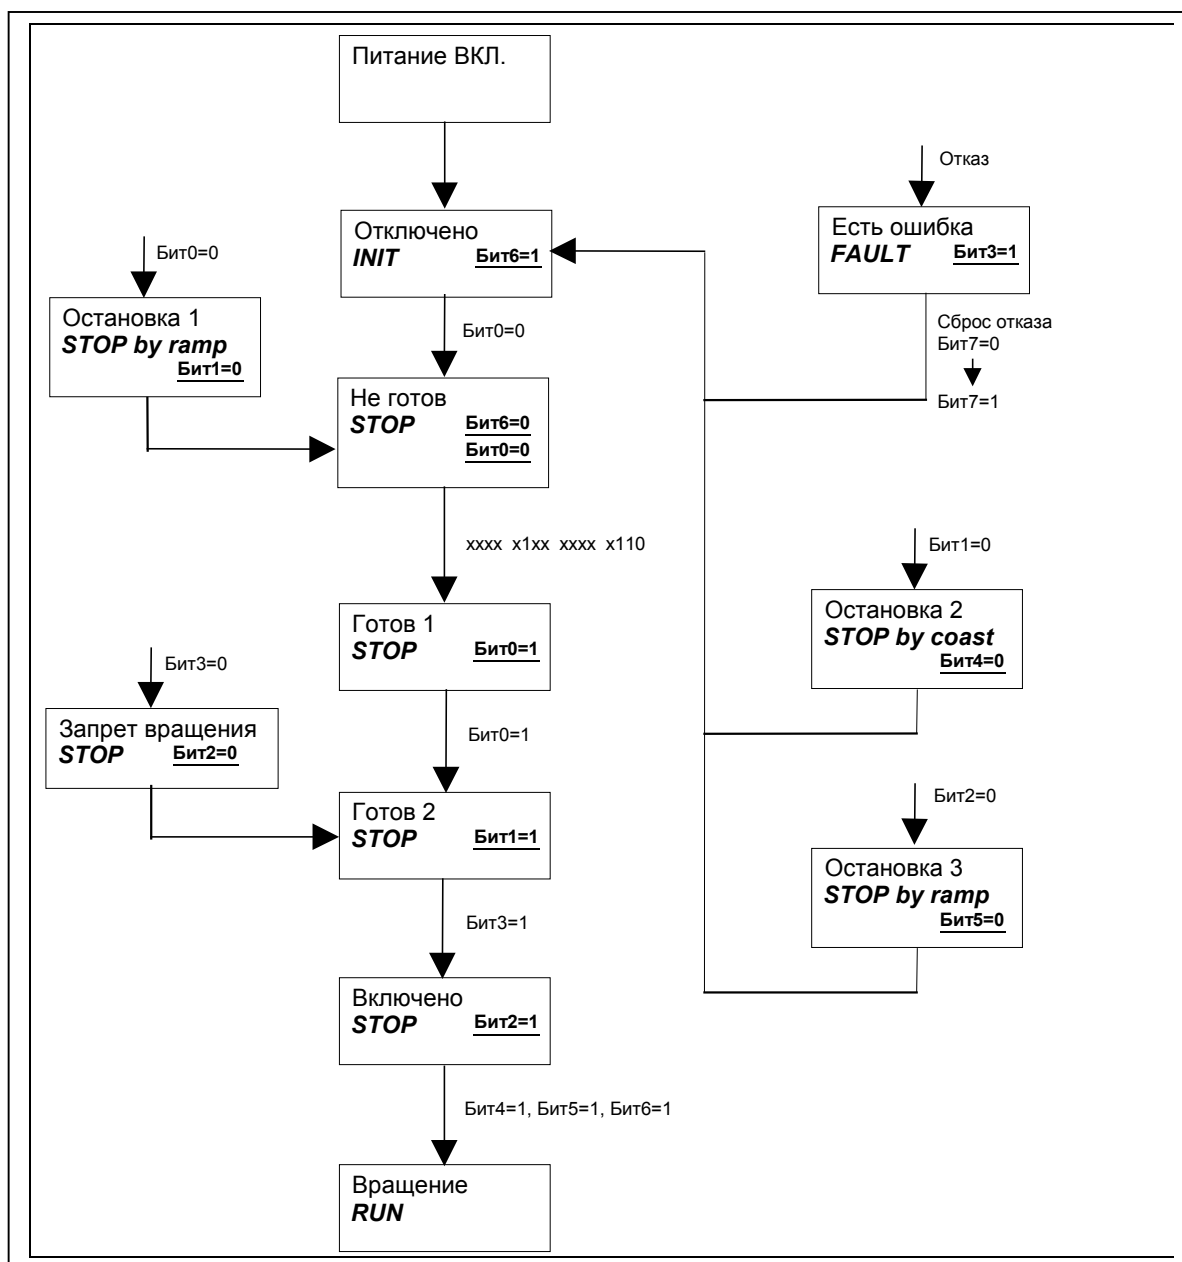 Питание ВКЛ.
Отказ
Отключено
INIT Бит6=1
Есть ошибка
FAULT Бит3=1
Бит0=0
Остановка 1
STOP by ramp
Бит1=0
Бит0=0
Сброс отказа
Бит7=0
Бит7=1
Не готов
STOP Бит6=0
Бит0=0
xxxx x1xx xxxx x110
Бит1=0
Готов 1
STOP Бит0=1
Остановка 2
STOP by coast
Бит4=0
Бит3=0
Запрет вращения
STOP Бит2=0
Бит0=1
Готов 2
STOP Бит1=1
Бит2=0
Остановка 3
STOP by ramp
Бит5=0
Бит3=1
Включено
STOP Бит2=1
Бит4=1, Бит5=1, Бит6=1
Вращение
RUN